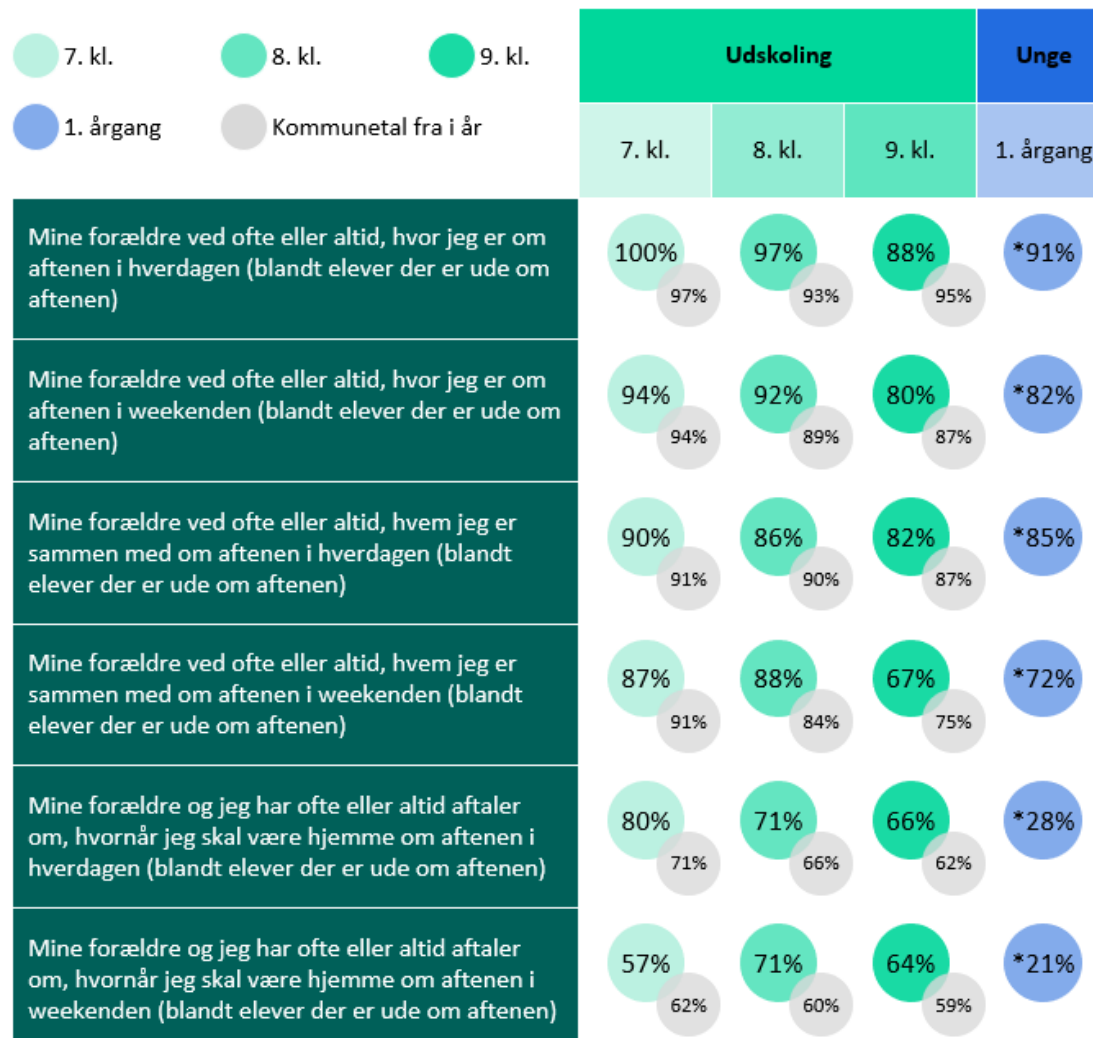 7. kl.
8. kl.
9. kl.
1. årgang
Kommunetal fra i år
Udskoling
Unge
7. kl.
8. kl.
9. kl.
1. årgang
Mine forældre ved ofte eller altid, hvor jeg er om
aftenen i hverdagen (blandt elever der er ude om
aftenen)
100%
97%
97%
93%
88%
95%
*91%
Mine forældre ved ofte eller altid, hvor jeg er om
aftenen i weekenden (blandt elever der er ude om
aftenen)
94%
94%
92%
89%
80%
87%
*82%
Mine forældre ved ofte eller altid, hvem jeg er
sammen med om aftenen i hverdagen (blandt
elever der er ude om aftenen)
90%
91%
86%
90%
82%
87%
*85%
Mine forældre ved ofte eller altid, hvem jeg er
sammen med om aftenen i weekenden (blandt
elever der er ude om aftenen)
87%
91%
88%
84%
67%
75%
*72%
Mine forældre og jeg har ofte eller altid aftaler
om, hvornår jeg skal være hjemme om aftenen i
hverdagen (blandt elever der er ude om aftenen)
80%
71%
71%
66%
66%
62%
*28%
Mine forældre og jeg har ofte eller altid aftaler
om, hvornår jeg skal være hjemme om aftenen i
weekenden (blandt elever der er ude om aftenen)
57%
62%
71%
60%
64%
59%
*21%